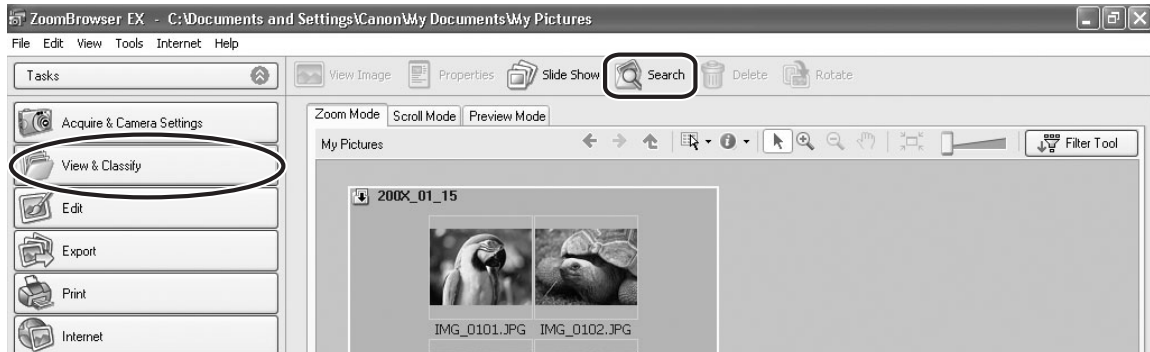 ZoomBrowser EX - C:\Documents and Settings\Canon\My Documents\My Pictures
File Edit View Tools Internet Help
Tasks
View Image Properties Slide Show Search Delete Rotate
Acquire & Camera Settings
View & Classify
Edit
Export
Print
Internet
Zoom Mode Scroll Mode Preview Mode
My Pictures
Filter Tool
200X_01_15
IMG_0101.JPG IMG_0102.JPG